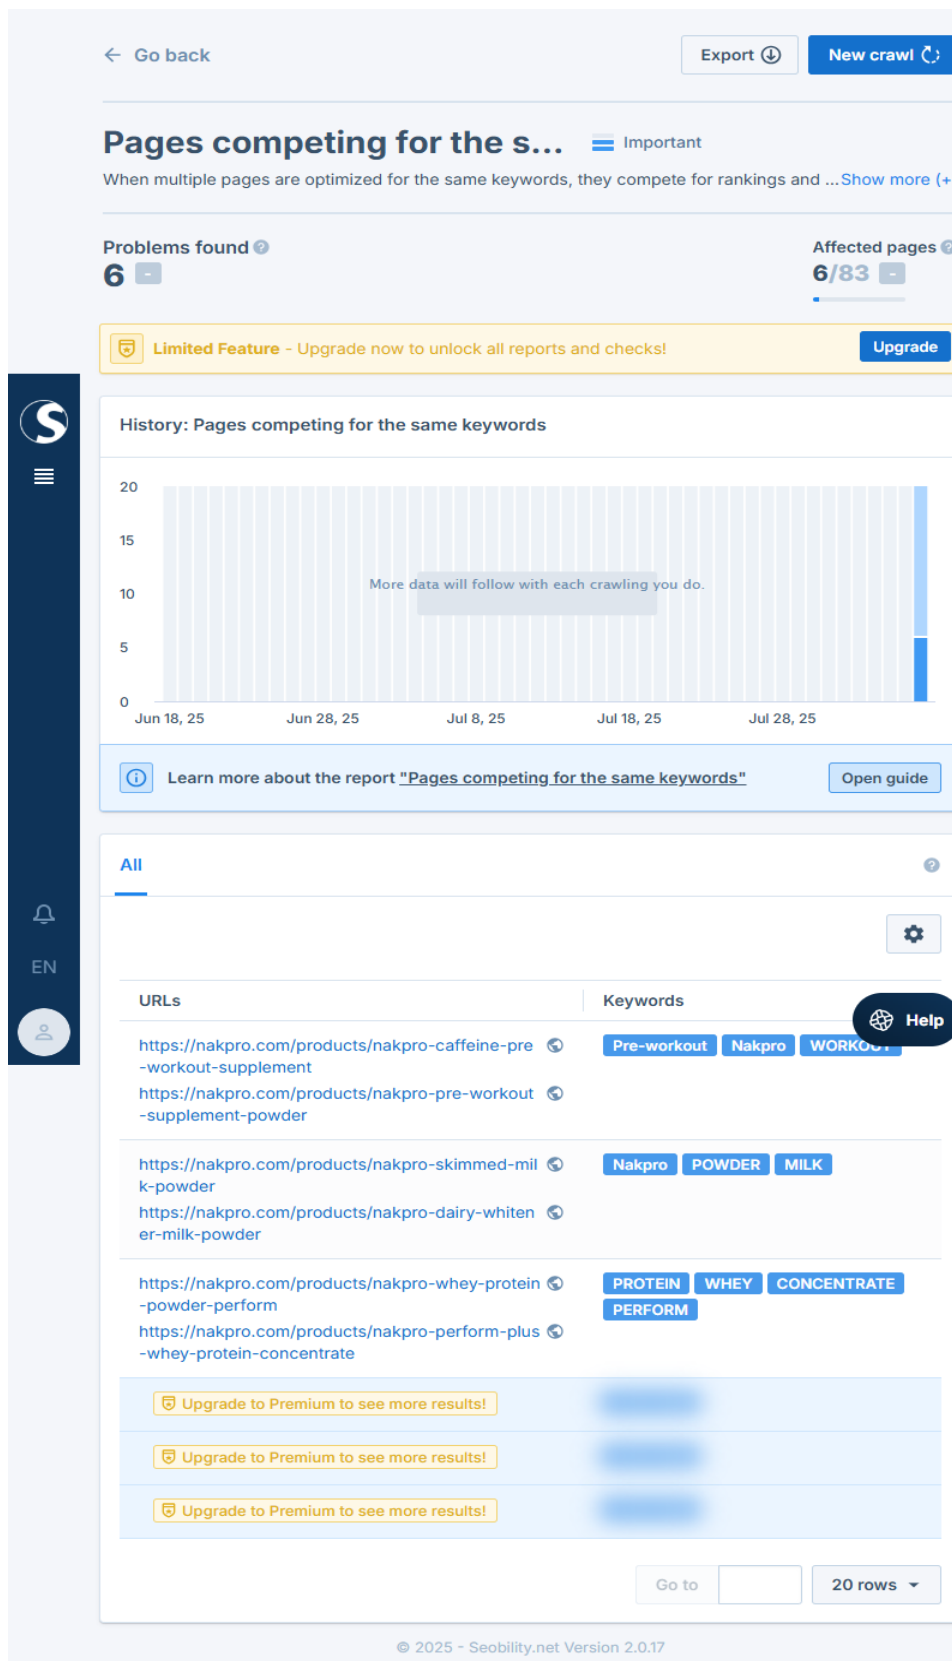 Go back
Export
New crawl
Pages competing for the s...
Important
When multiple pages are optimized for the same keywords, they compete for rankings and ... Show more (+
Problems found
6 -
Affected pages
6/83 -
Limited Feature - Upgrade now to unlock all reports and checks!
Upgrade
History: Pages competing for the same keywords
20
15
10
5
0
More data will follow with each crawling you do.
Jun 18, 25
Jun 28, 25
Jul 8, 25
Jul 18, 25
Jul 28, 25
Learn more about the report "Pages competing for the same keywords"
Open guide
All
EN
URLs
Keywords
Help
https://nakpro.com/products/nakpro-caffeine-pre
-workout-supplement
https://nakpro.com/products/nakpro-pre-workout
-supplement-powder
Pre-workout Nakpro WORKOUT
https://nakpro.com/products/nakpro-skimmed-mil
k-powder
https://nakpro.com/products/nakpro-dairy-whiten
er-milk-powder
Nakpro POWDER MILK
https://nakpro.com/products/nakpro-whey-protein
-powder-perform
https://nakpro.com/products/nakpro-perform-plus
-whey-protein-concentrate
PROTEIN WHEY CONCENTRATE
PERFORM
Upgrade to Premium to see more results!
Upgrade to Premium to see more results!
Upgrade to Premium to see more results!
Go to
20 rows
© 2025 - Seobility.net Version 2.0.17